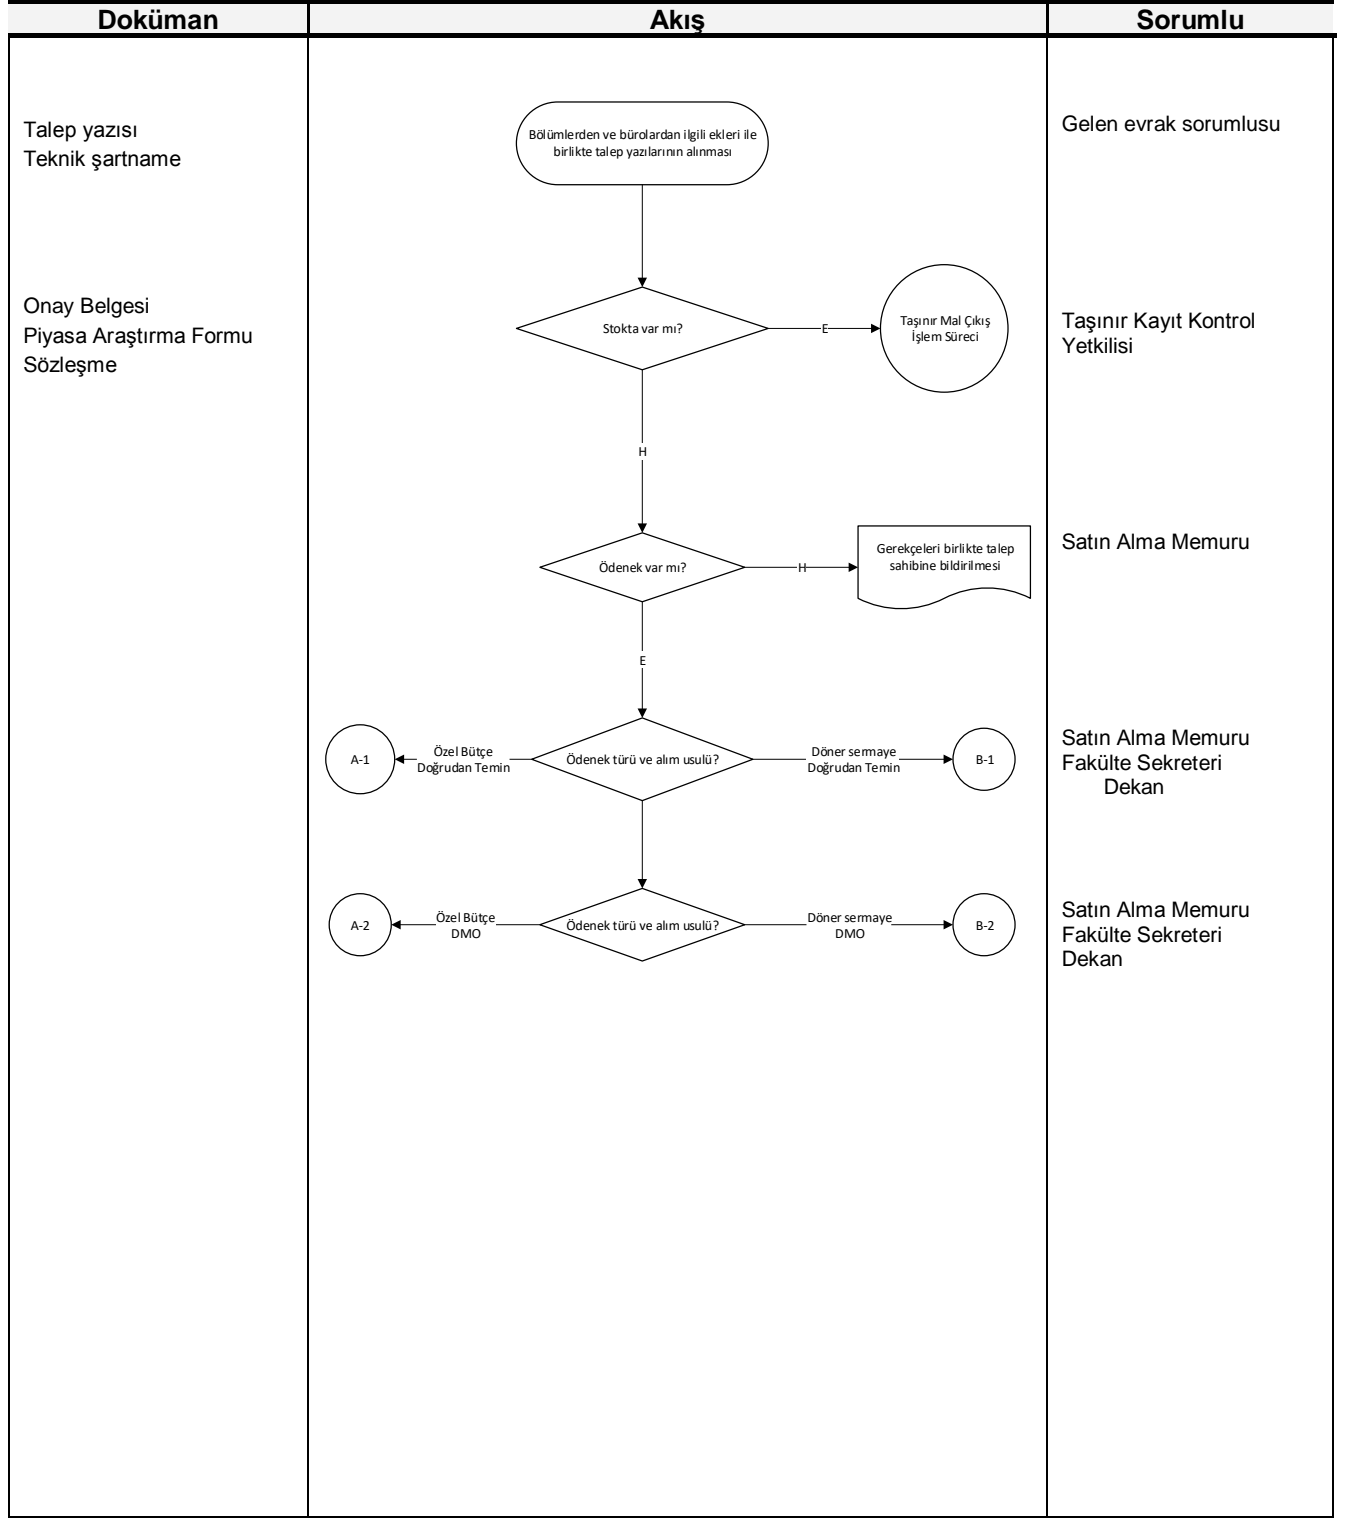 Doküman
Akış
Sorumlu
Talep yazısı
Teknik şartname
Bölümlerden ve bürolardan ilgili ekleri ile
birlikte talep yazılarının alınması
Gelen evrak sorumlusu
Onay Belgesi
Piyasa Araştırma Formu
Sözleşme
Stokta var mı?
E
Taşınır Mal Çıkış
İşlem Süreci
Taşınır Kayıt Kontrol
Yetkilisi
H
Ödenek var mı?
H
Gerekçeleri birlikte talep
sahibine bildirilmesi
Satın Alma Memuru
E
A-1
Özel Bütçe
Doğrudan Temin
Ödenek türü ve alım usulü?
Döner sermaye
Doğrudan Temin
B-1
Satın Alma Memuru
Fakülte Sekreteri
Dekan
A-2
Özel Bütçe
DMO
Ödenek türü ve alım usulü?
Döner sermaye
DMO
B-2
Satın Alma Memuru
Fakülte Sekreteri
Dekan